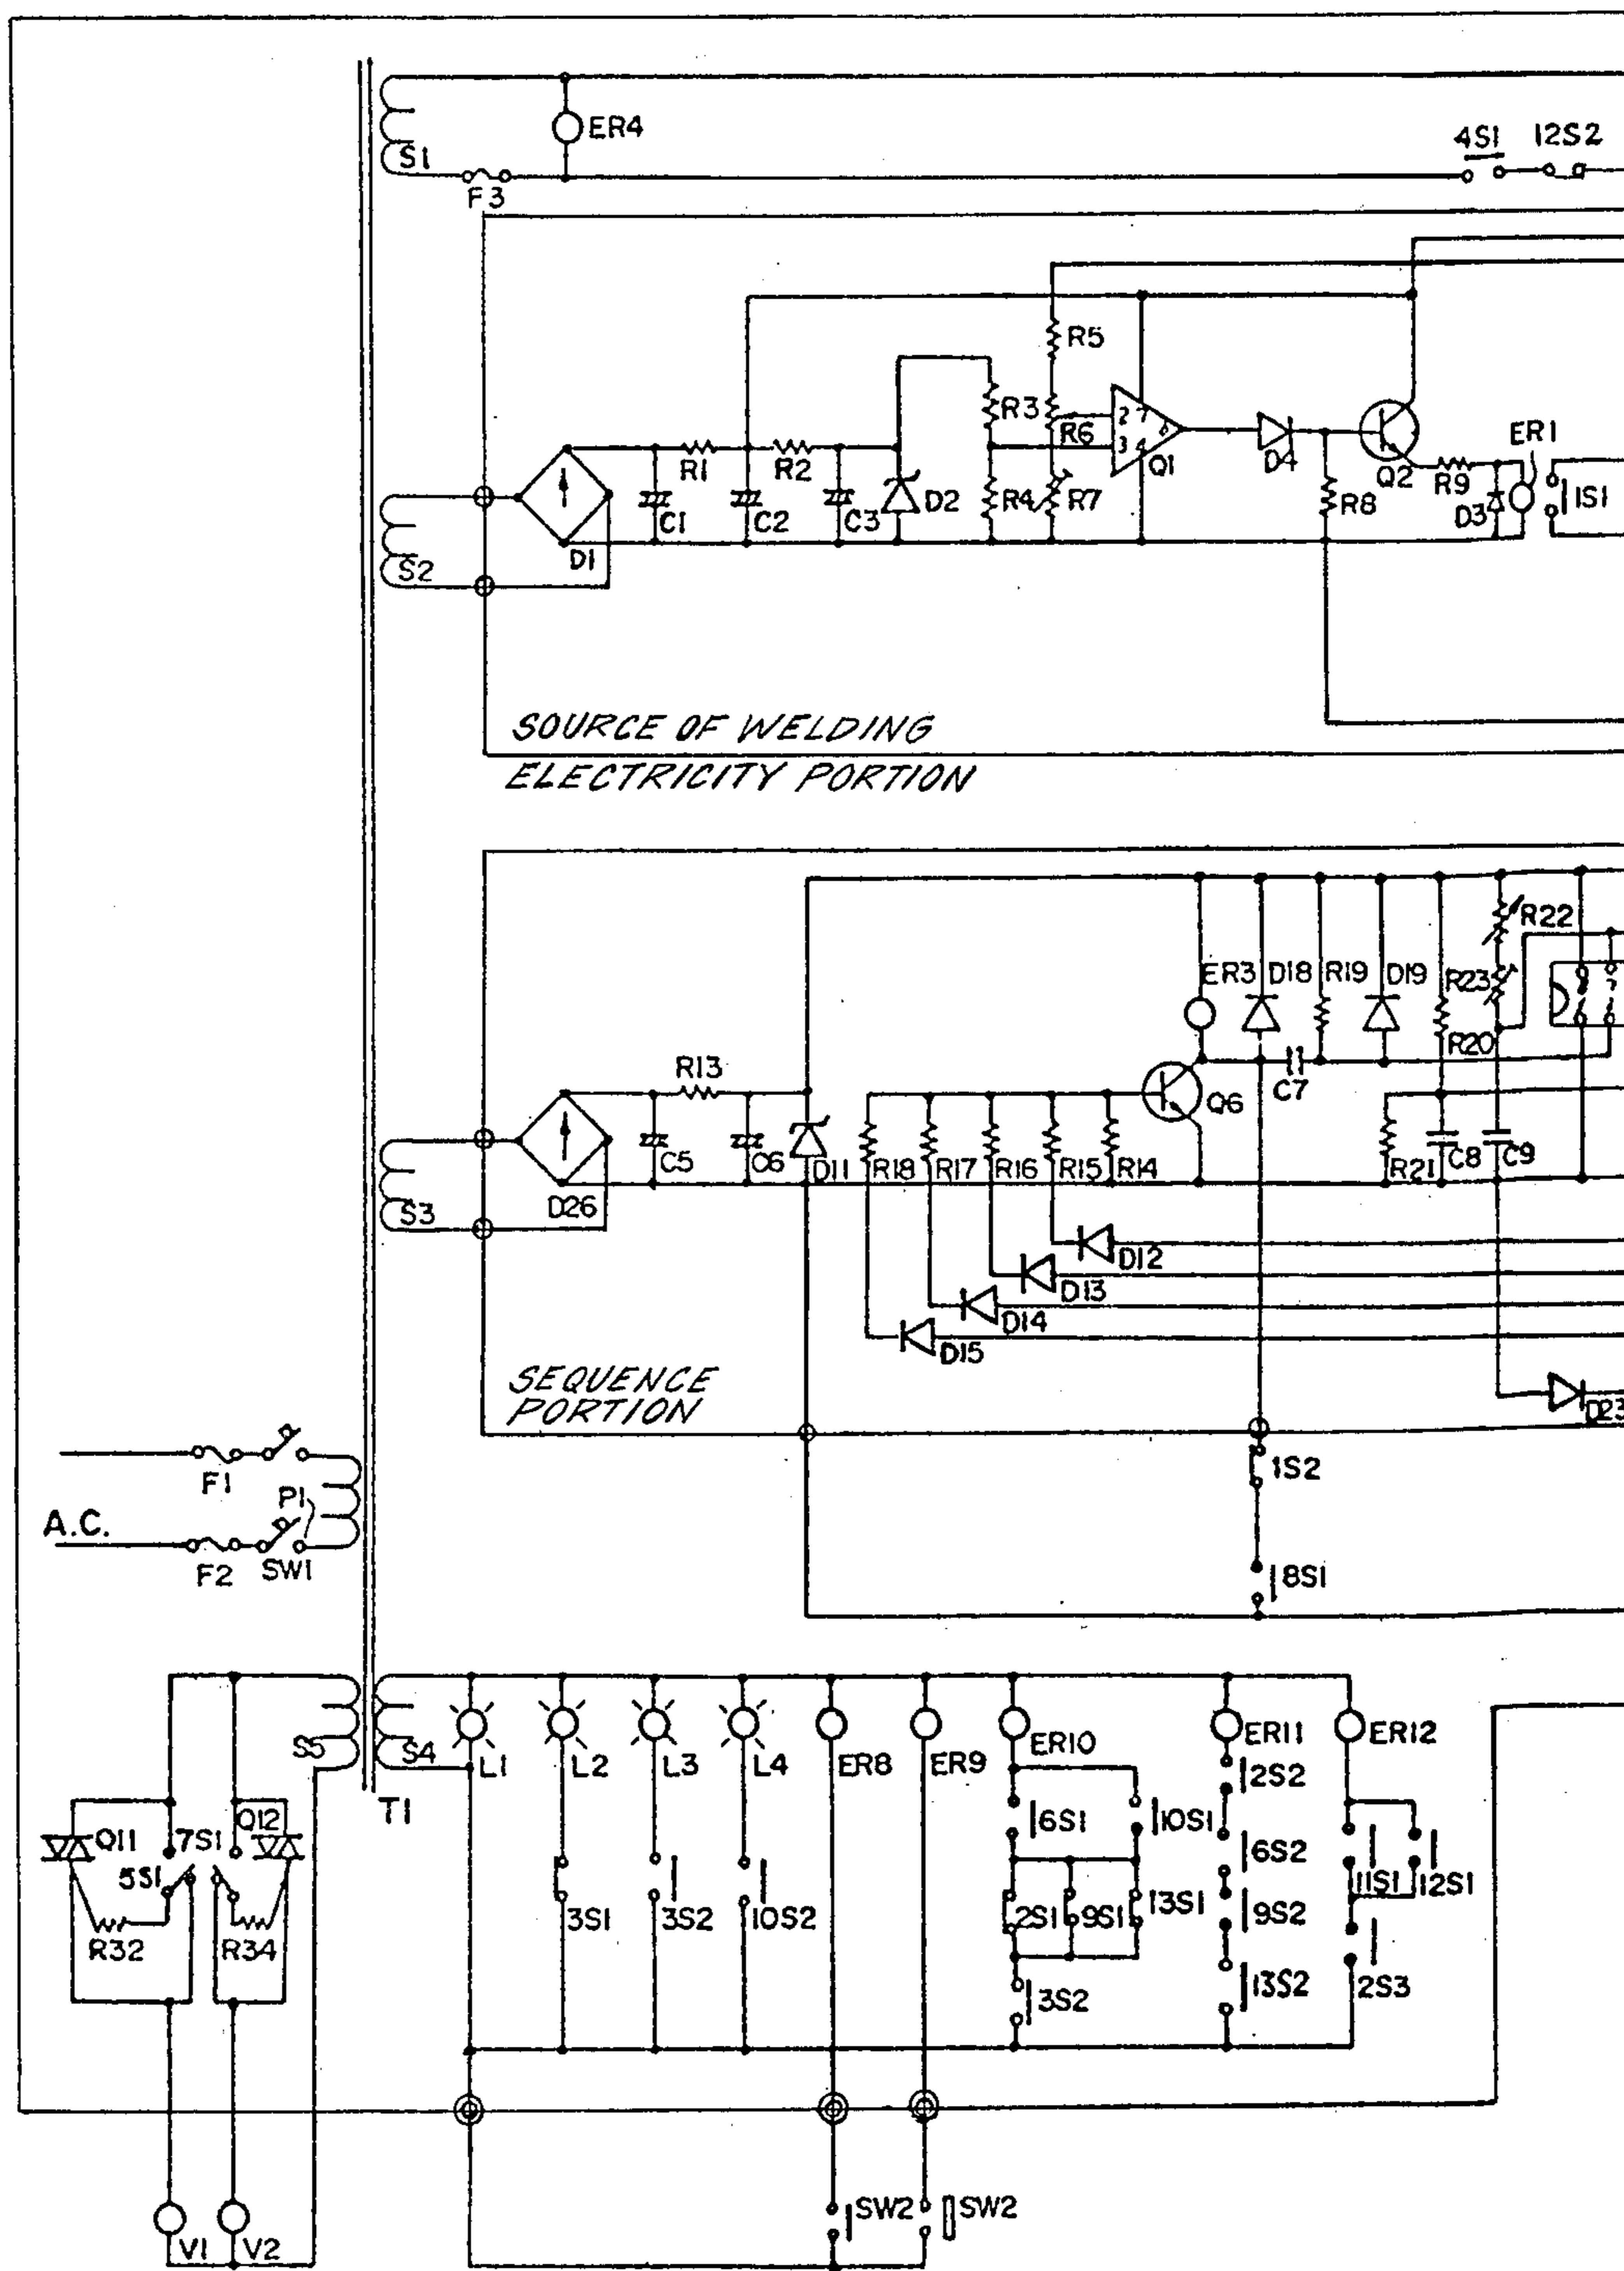 ER4
4S1 12S2
S1
F3
R5
R3
2 7
R6 6
3 4
ER1
R1 R2
Q1 D4 Q2
R9
D2 R4 R7
R8
D3 1S1
C1 C2 C3
D1
S2
SOURCE OF WELDING
ELECTRICITY PORTION
R22
ER3 D18 R19 D19 R23
R20
R13
C7
Q6
C5 C6 D11 R18 R17 R16 R15 R14
R21 C8 C9
D26
S3
D12
D13
D14
D15
SEQUENCE
PORTION
D23
1S2
F1
P1
A.C.
F2 SW1
8S1
S5 S4
L1 L2 L3 L4 ER8 ER9 ER10 ER11 ER12
2S2
T1
Q11 7S1 Q12
6S1 10S1
6S2
5S1
11S1 12S1
3S1 3S2 10S2
2S1 9S1 13S1
9S2
R32 R34
3S2
13S2 2S3
SW2 SW2
V1 V2